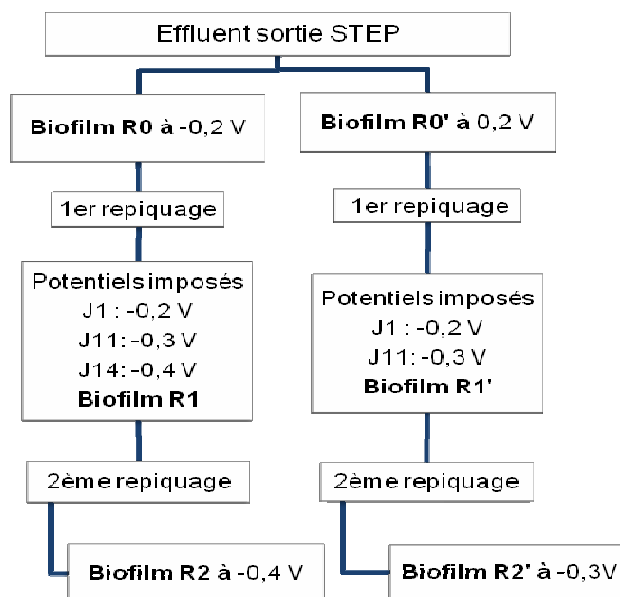 Effluent sortie STEP
Biofilm R0 à -0,2 V
Biofilm R0' à 0,2 V
1er repiquage
1er repiquage
Potentiels imposés
J1 : -0,2 V
J11: -0,3 V
J14: -0,4 V
Biofilm R1
Potentiels imposés
J1 : -0,2 V
J11: -0,3 V
Biofilm R1'
2ème repiquage
2ème repiquage
Biofilm R2 à -0,4 V
Biofilm R2' à -0,3V